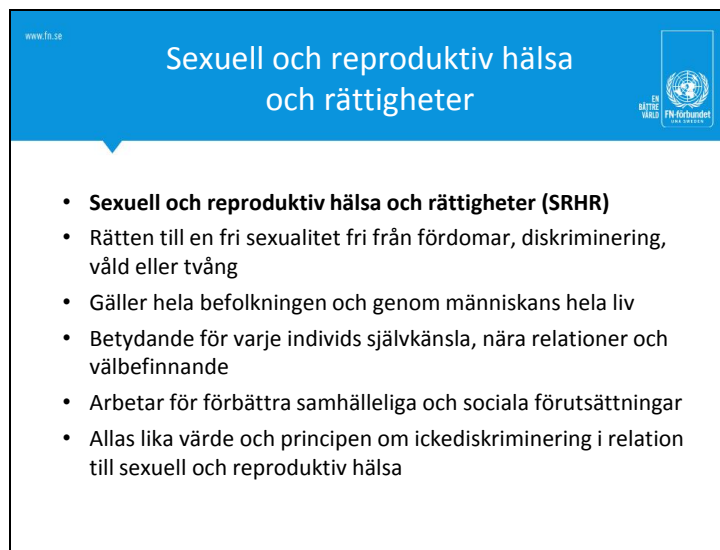 www.fn.se
Sexuell och reproduktiv hälsa
och rättigheter
EN
BÄTTRE
VÄRLD
FN-förbundet
UNA SWEDEN
• Sexuell och reproduktiv hälsa och rättigheter (SRHR)
• Rätten till en fri sexualitet fri från fördomar, diskriminering,
våld eller tvång
• Gäller hela befolkningen och genom människans hela liv
• Betydande för varje individs självkänsla, nära relationer och
välbefinnande
• Arbetar för förbättra samhälleliga och sociala förutsättningar
• Allas lika värde och principen om ickediskriminering i relation
till sexuell och reproduktiv hälsa